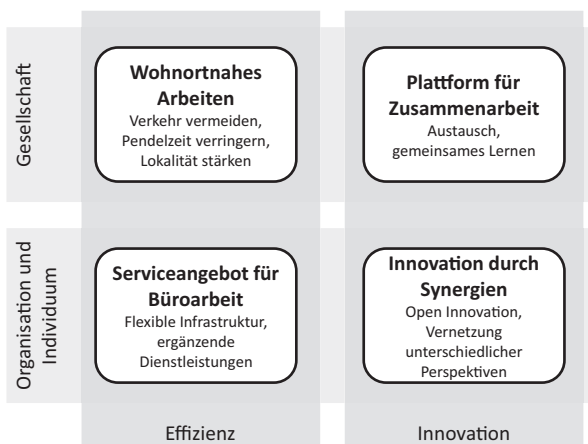 Gesellschaft
Wohnortnahes
Arbeiten
Verkehr vermeiden,
Pendelzeit verringern,
Lokalität stärken
Plattform für
Zusammenarbeit
Austausch,
gemeinsames Lernen
Organisation und
Individuum
Serviceangebot für
Büroarbeit
Flexible Infrastruktur,
ergänzende
Dienstleistungen
Innovation durch
Synergien
Open Innovation,
Vernetzung
unterschiedlicher
Perspektiven
Effizienz
Innovation